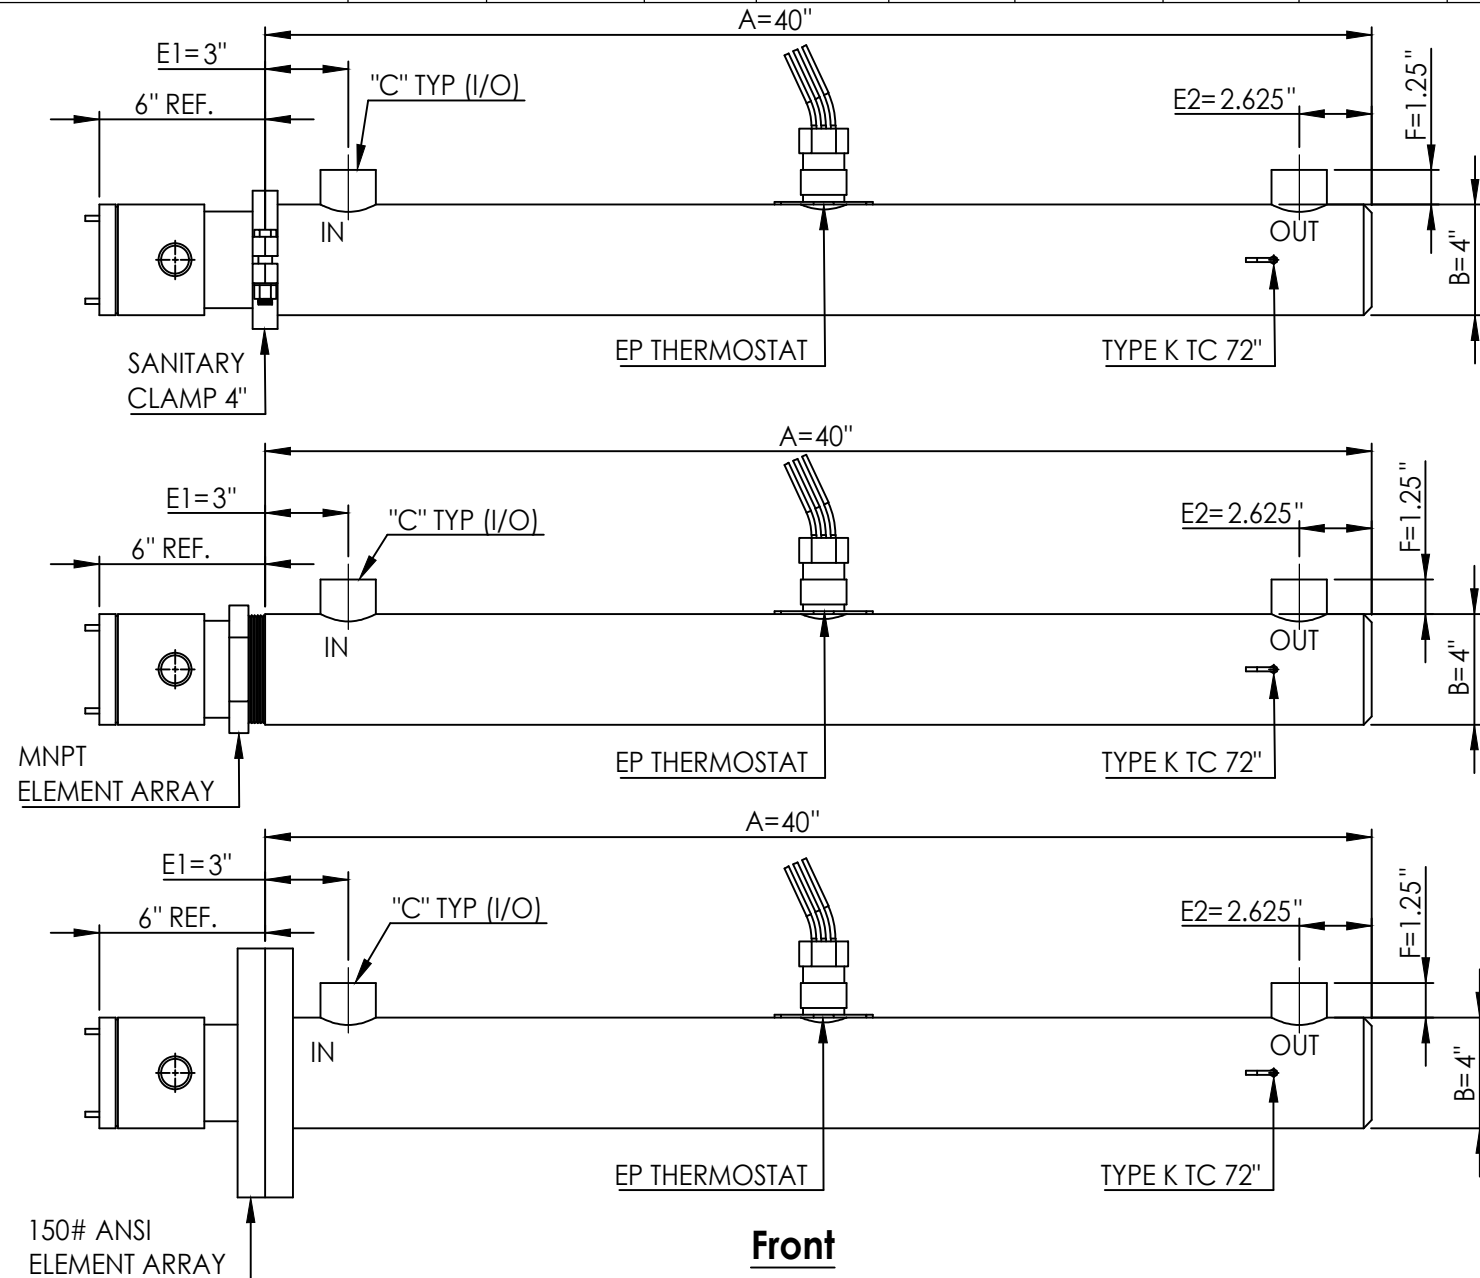 A=40"
E1=3"
"C" TYP (I/O)
6" REF.
E2=2.625"
F=1.25"
IN
OUT
B=4"
EP THERMOSTAT
TYPE K TC 72"
SANITARY
CLAMP 4"
A=40"
E1=3"
"C" TYP (I/O)
6" REF.
E2=2.625"
F=1.25"
IN
OUT
B=4"
MNPT
ELEMENT ARRAY
EP THERMOSTAT
TYPE K TC 72"
A=40"
E1=3"
"C" TYP (I/O)
6" REF.
E2=2.625"
F=1.25"
IN
OUT
B=4"
EP THERMOSTAT
TYPE K TC 72"
150# ANSI
ELEMENT ARRAY
Front